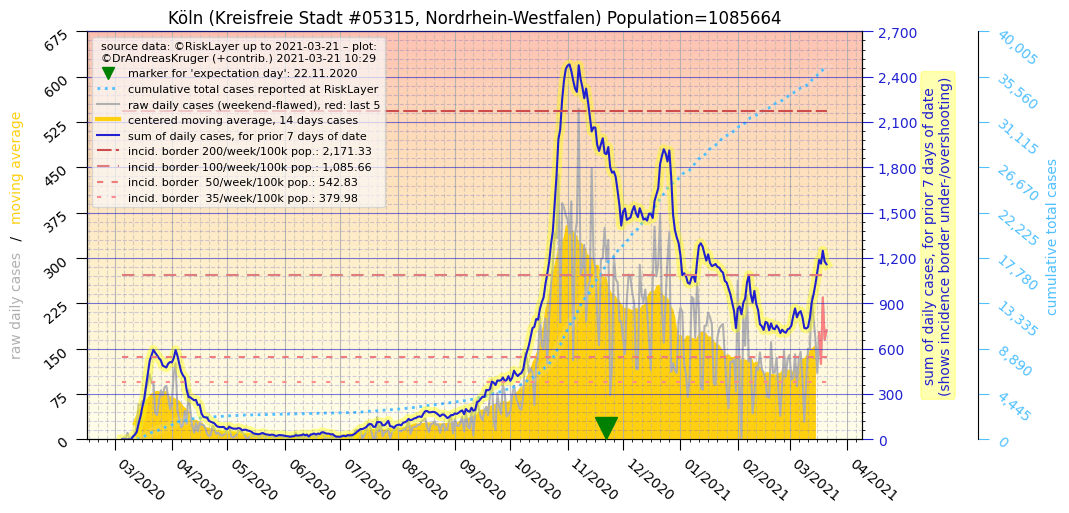 Köln (Kreisfreie Stadt #05315, Nordrhein-Westfalen) Population=1085664
source data: ©RiskLayer up to 2021-03-21 – plot:
©DrAndreasKruger (+contrib.) 2021-03-21 10:29
marker for 'expectation day': 22.11.2020
cumulative total cases reported at RiskLayer
raw daily cases (weekend-flawed), red: last 5
centered moving average, 14 days cases
sum of daily cases, for prior 7 days of date
incid. border 200/week/100k pop.: 2,171.33
incid. border 100/week/100k pop.: 1,085.66
incid. border  50/week/100k pop.: 542.83
incid. border  35/week/100k pop.: 379.98
raw daily cases / moving average
675
600
525
450
375
300
225
150
75
0
03/2020
04/2020
05/2020
06/2020
07/2020
08/2020
09/2020
10/2020
11/2020
12/2020
01/2021
02/2021
03/2021
04/2021
2,700
2,400
2,100
1,800
1,500
1,200
900
600
300
0
sum of daily cases, for prior 7 days of date
(shows incidence border under-/overshooting)
40,005
35,560
31,115
26,670
22,225
17,780
13,335
8,890
4,445
0
cumulative total cases